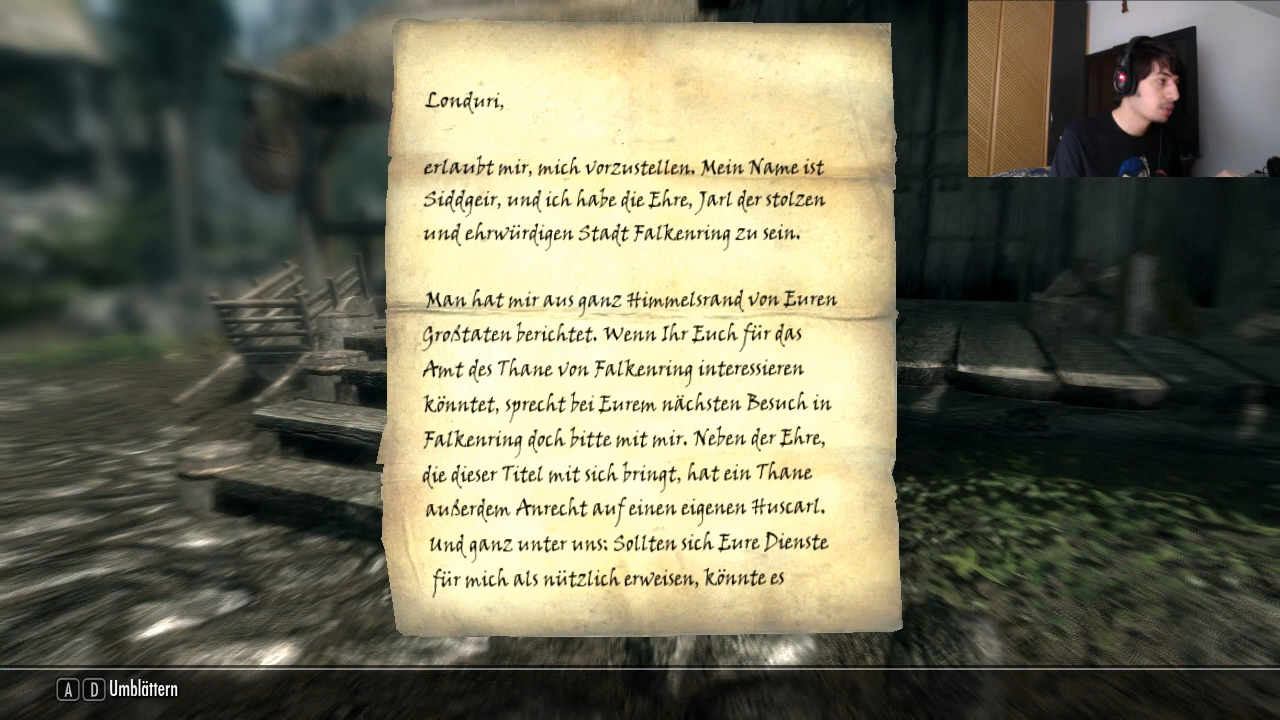 Londuri,
erlaubt mir, mich vorzustellen. Mein Name ist
Siddgeir, und ich habe die Ehre, Jarl der stolzen
und ehrwürdigen Stadt Falkenring zu sein.
Man hat mir aus ganz Himmelsrand von Euren
Großtaten berichtet. Wenn Ihr Euch für das
Amt des Thane von Falkenring interessieren
könntet, sprecht bei Eurem nächsten Besuch in
Falkenring doch bitte mit mir. Neben der Ehre,
die dieser Titel mit sich bringt, hat ein Thane
außerdem Anrecht auf einen eigenen Huscarl.
Und ganz unter uns: Sollten sich Eure Dienste
für mich als nützlich erweisen, könnte es
A D Umblättern